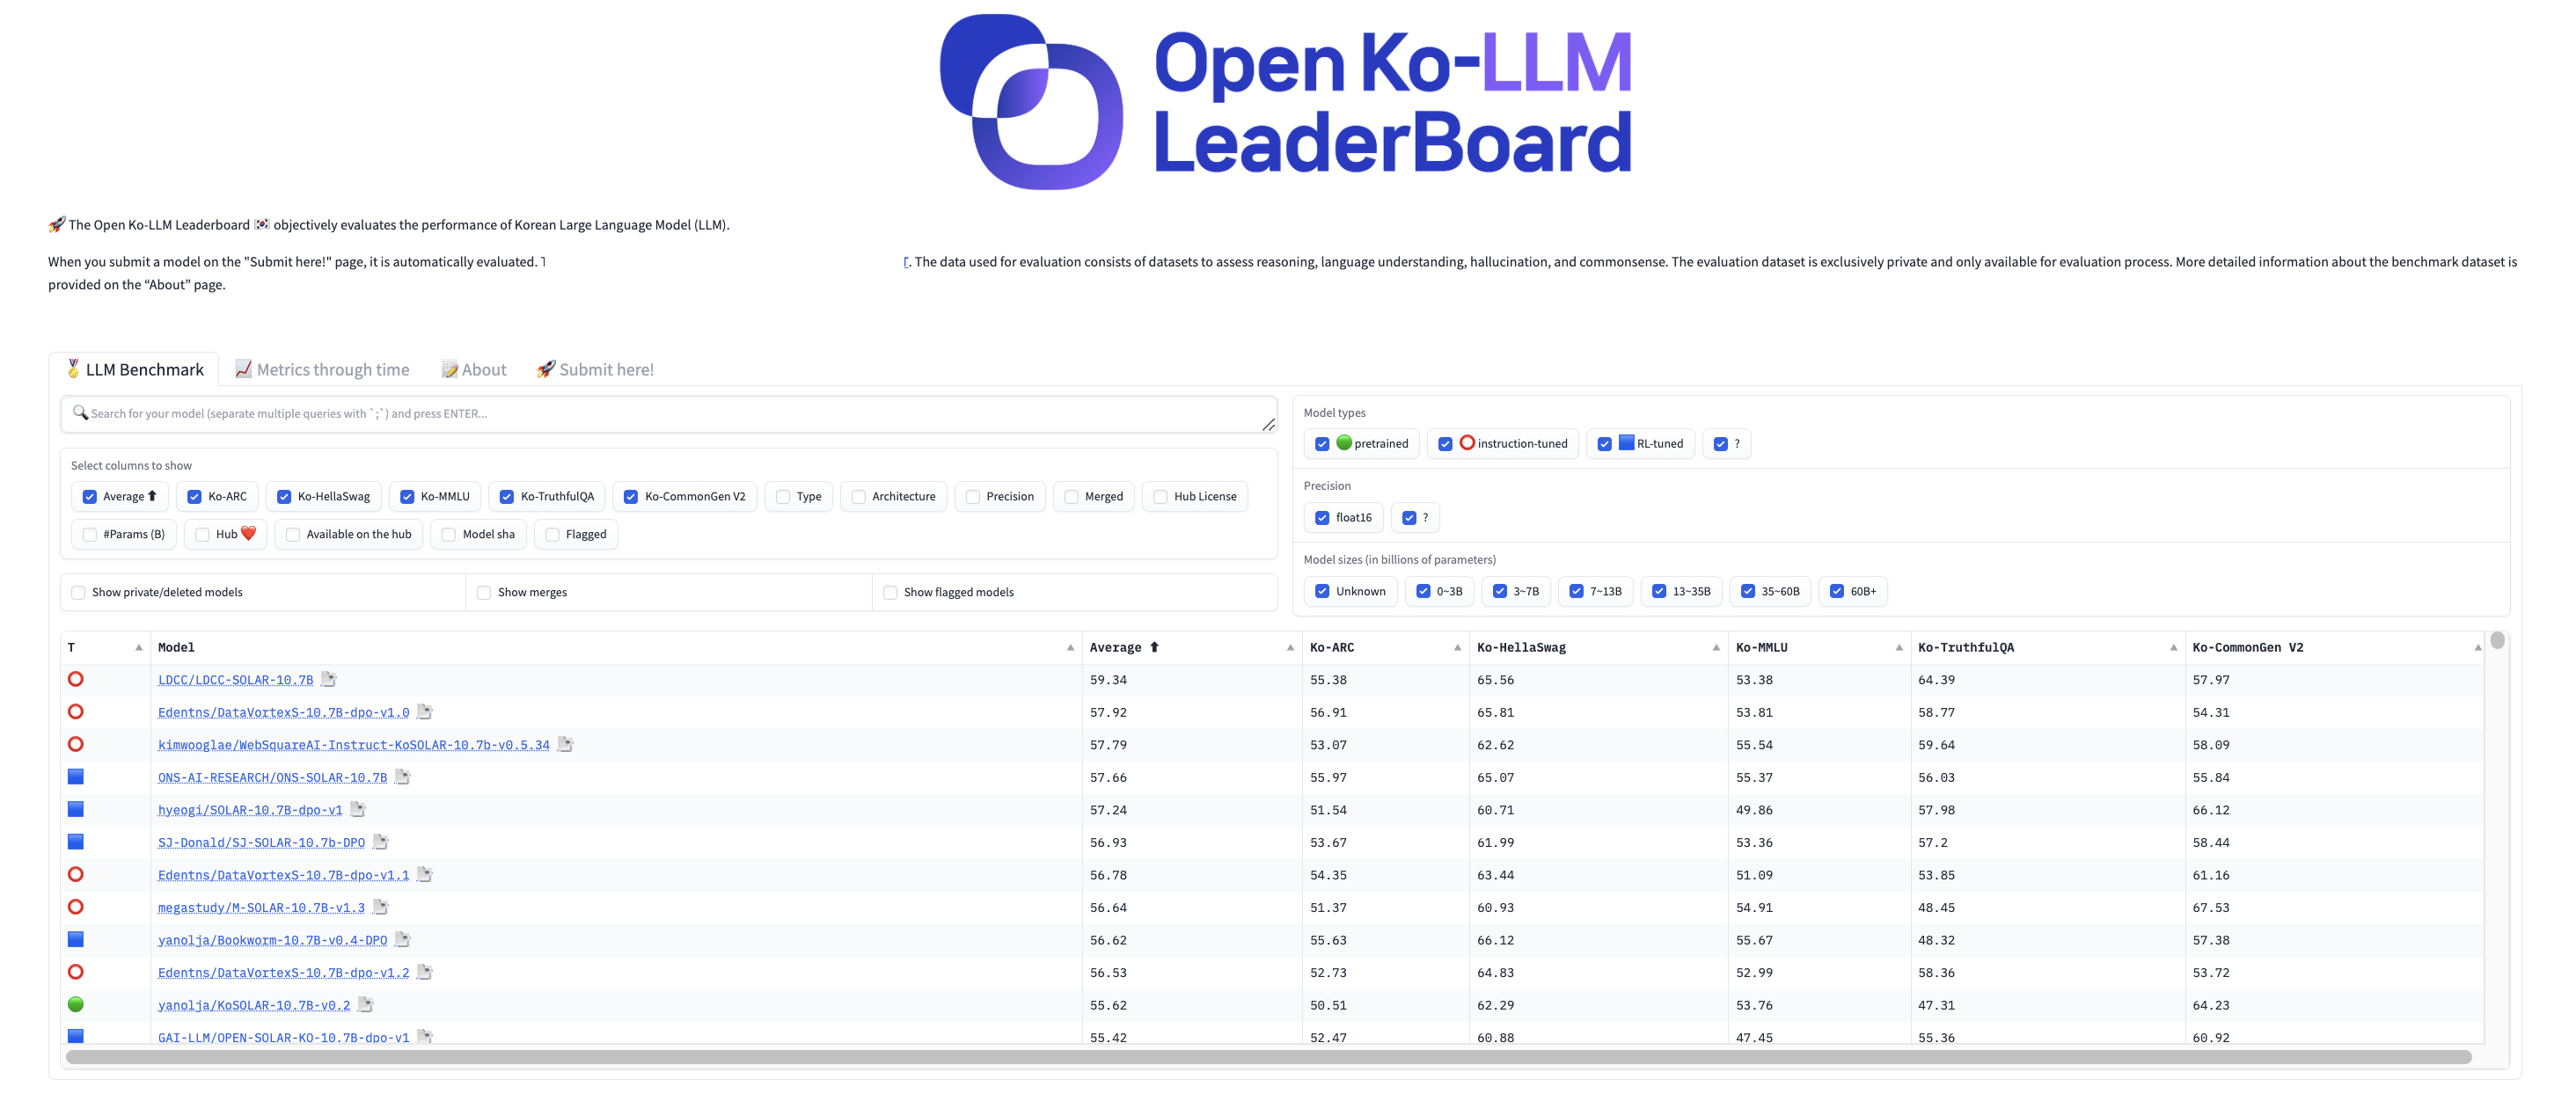 Open Ko-LLM
LeaderBoard
🚀 The Open Ko-LLM Leaderboard 🇰🇷 objectively evaluates the performance of Korean Large Language Model (LLM).
When you submit a model on the "Submit here!" page, it is automatically evaluated. . The data used for evaluation consists of datasets to assess reasoning, language understanding, hallucination, and commonsense. The evaluation dataset is exclusively private and only available for evaluation process. More detailed information about the benchmark dataset is
provided on the “About” page.
🏅 LLM Benchmark 📈 Metrics through time 📝 About 🚀 Submit here!
🔍 Search for your model (separate multiple queries with `;`) and press ENTER...
Select columns to show
Average ⬆️ Ko-ARC Ko-HellaSwag Ko-MMLU Ko-TruthfulQA Ko-CommonGen V2 Type Architecture Precision Merged Hub License
#Params (B) Hub ❤️ Available on the hub Model sha Flagged
Show private/deleted models Show merges Show flagged models
Model types
🟢 pretrained ⭕ instruction-tuned 🟦 RL-tuned ?
Precision
float16 ?
Model sizes (in billions of parameters)
Unknown 0~3B 3~7B 7~13B 13~35B 35~60B 60B+
T Model Average ⬆️ Ko-ARC Ko-HellaSwag Ko-MMLU Ko-TruthfulQA Ko-CommonGen V2
⭕ LDCC/LDCC-SOLAR-10.7B 📑 59.34 55.38 65.56 53.38 64.39 57.97
⭕ Edentns/DataVortexS-10.7B-dpo-v1.0 📑 57.92 56.91 65.81 53.81 58.77 54.31
⭕ kimwooglae/WebSquareAI-Instruct-KoSOLAR-10.7b-v0.5.34 📑 57.79 53.07 62.62 55.54 59.64 58.09
🟦 ONS-AI-RESEARCH/ONS-SOLAR-10.7B 📑 57.66 55.97 65.07 55.37 56.03 55.84
🟦 hyeogi/SOLAR-10.7B-dpo-v1 📑 57.24 51.54 60.71 49.86 57.98 66.12
🟦 SJ-Donald/SJ-SOLAR-10.7b-DPO 📑 56.93 53.67 61.99 53.36 57.2 58.44
⭕ Edentns/DataVortexS-10.7B-dpo-v1.1 📑 56.78 54.35 63.44 51.09 53.85 61.16
⭕ megastudy/M-SOLAR-10.7B-v1.3 📑 56.64 51.37 60.93 54.91 48.45 67.53
🟦 yanolja/Bookworm-10.7B-v0.4-DPO 📑 56.62 55.63 66.12 55.67 48.32 57.38
⭕ Edentns/DataVortexS-10.7B-dpo-v1.2 📑 56.53 52.73 64.83 52.99 58.36 53.72
🟢 yanolja/KoSOLAR-10.7B-v0.2 📑 55.62 50.51 62.29 53.76 47.31 64.23
🟦 GAI-LLM/OPEN-SOLAR-KO-10.7B-dpo-v1 📑 55.42 52.47 60.88 47.45 55.36 60.92